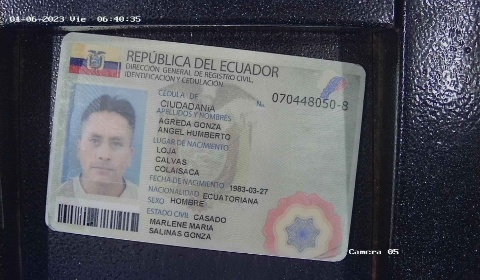 01-06-2023 Vie 06:40:35
REPÚBLICA DEL ECUADOR
DIRECCIÓN GENERAL DE REGISTRO CIVIL,
IDENTIFICACIÓN Y CEDULACIÓN
CÉDULA DE
CIUDADANÍA
N. 070448050-8
APELLIDOS Y NOMBRES
AGREDA GONZA
ANGEL HUMBERTO
LUGAR DE NACIMIENTO
LOJA
CALVAS
COLAISACA
FECHA DE NACIMIENTO 1983-03-27
NACIONALIDAD ECUATORIANA
SEXO HOMBRE
ESTADO CIVIL CASADO
MARLENE MARIA
SALINAS GONZA
Camera 05